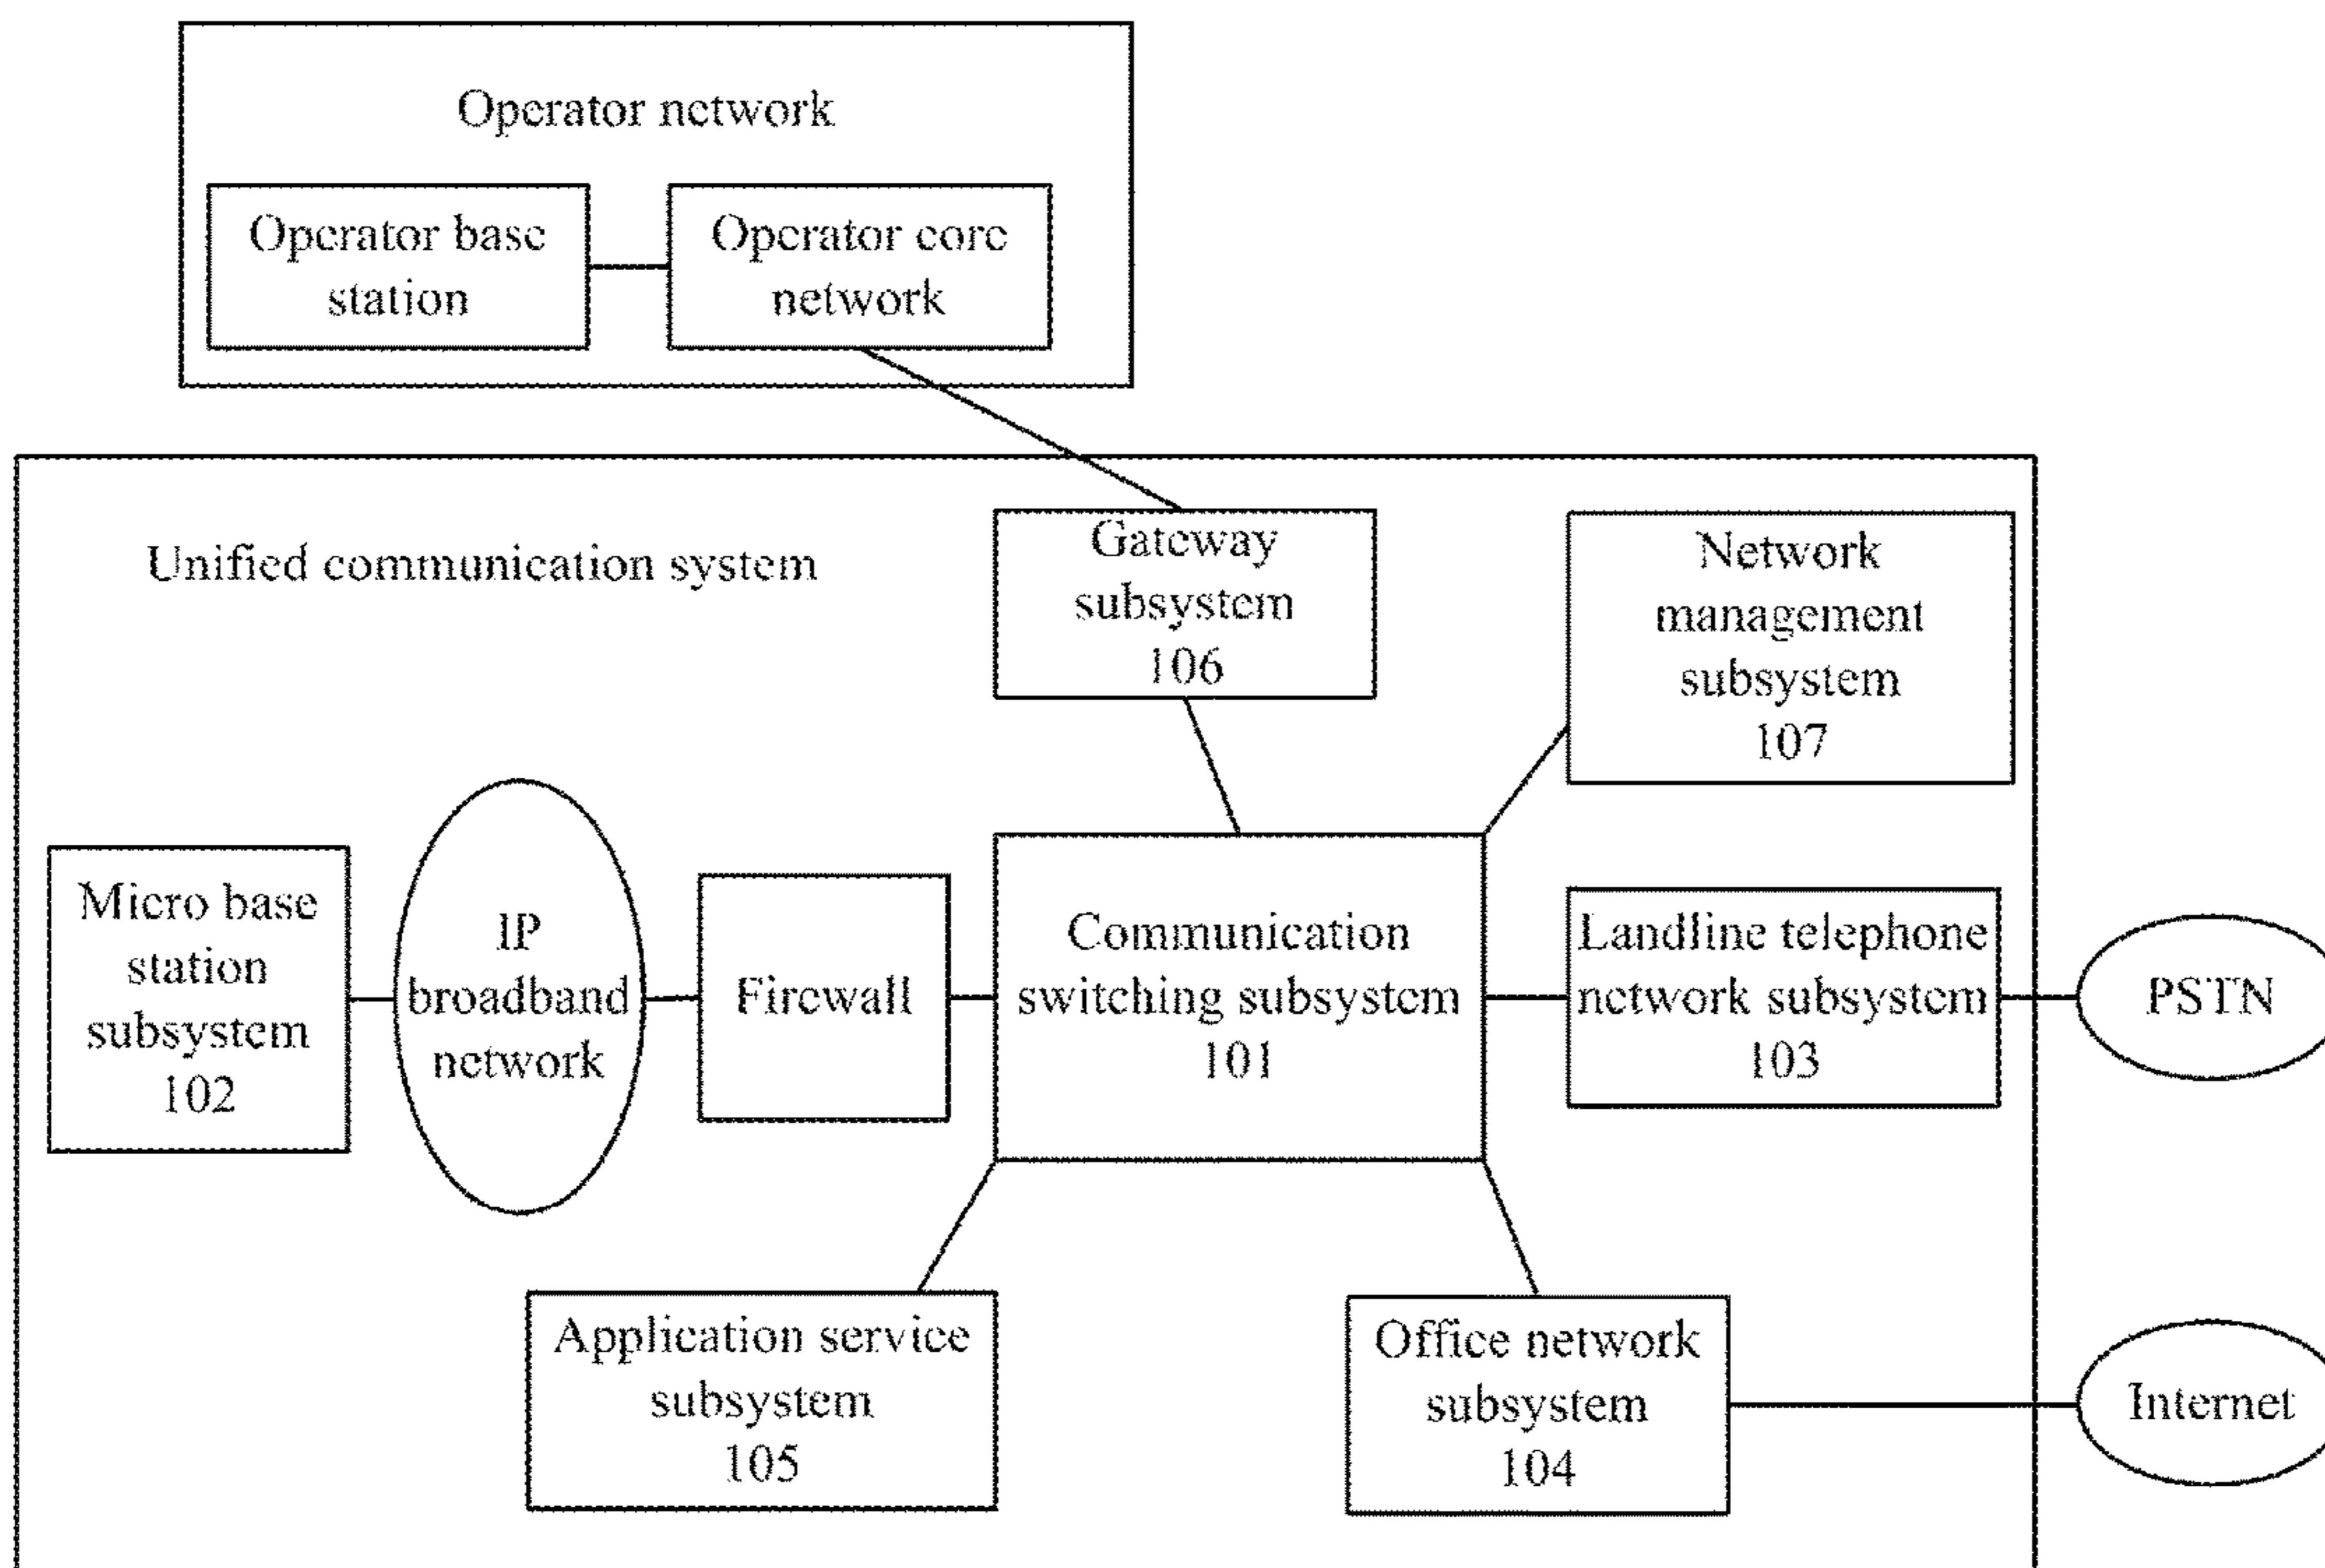 Operator network
Operator base
station
Operator core
network
Unified communication system
Gateway
subsystem
106
Network
management
subsystem
107
Micro base
station
subsystem
102
IP
broadband
network
Firewall
Communication
switching subsystem
101
Landline telephone
network subsystem
103
PSTN
Application service
subsystem
105
Office network
subsystem
104
Internet